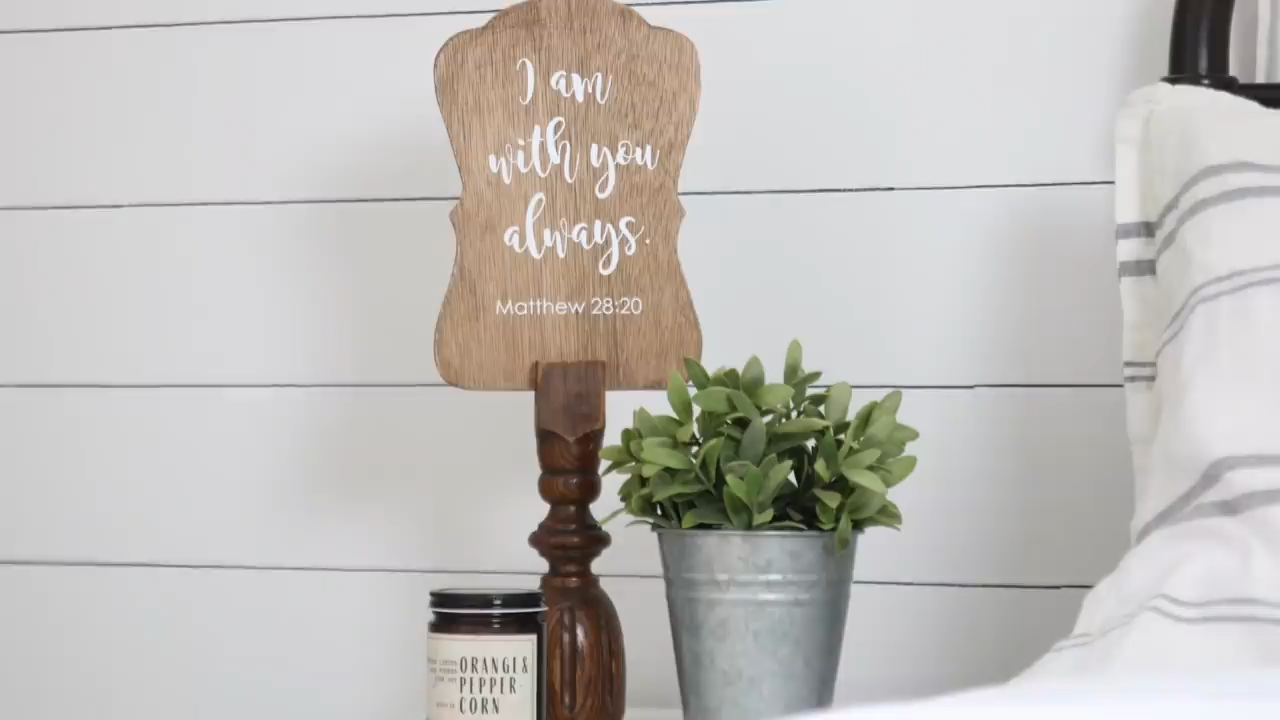 I am
with you
always.
Matthew 28:20
ORANGE &
PEPPER-
CORN